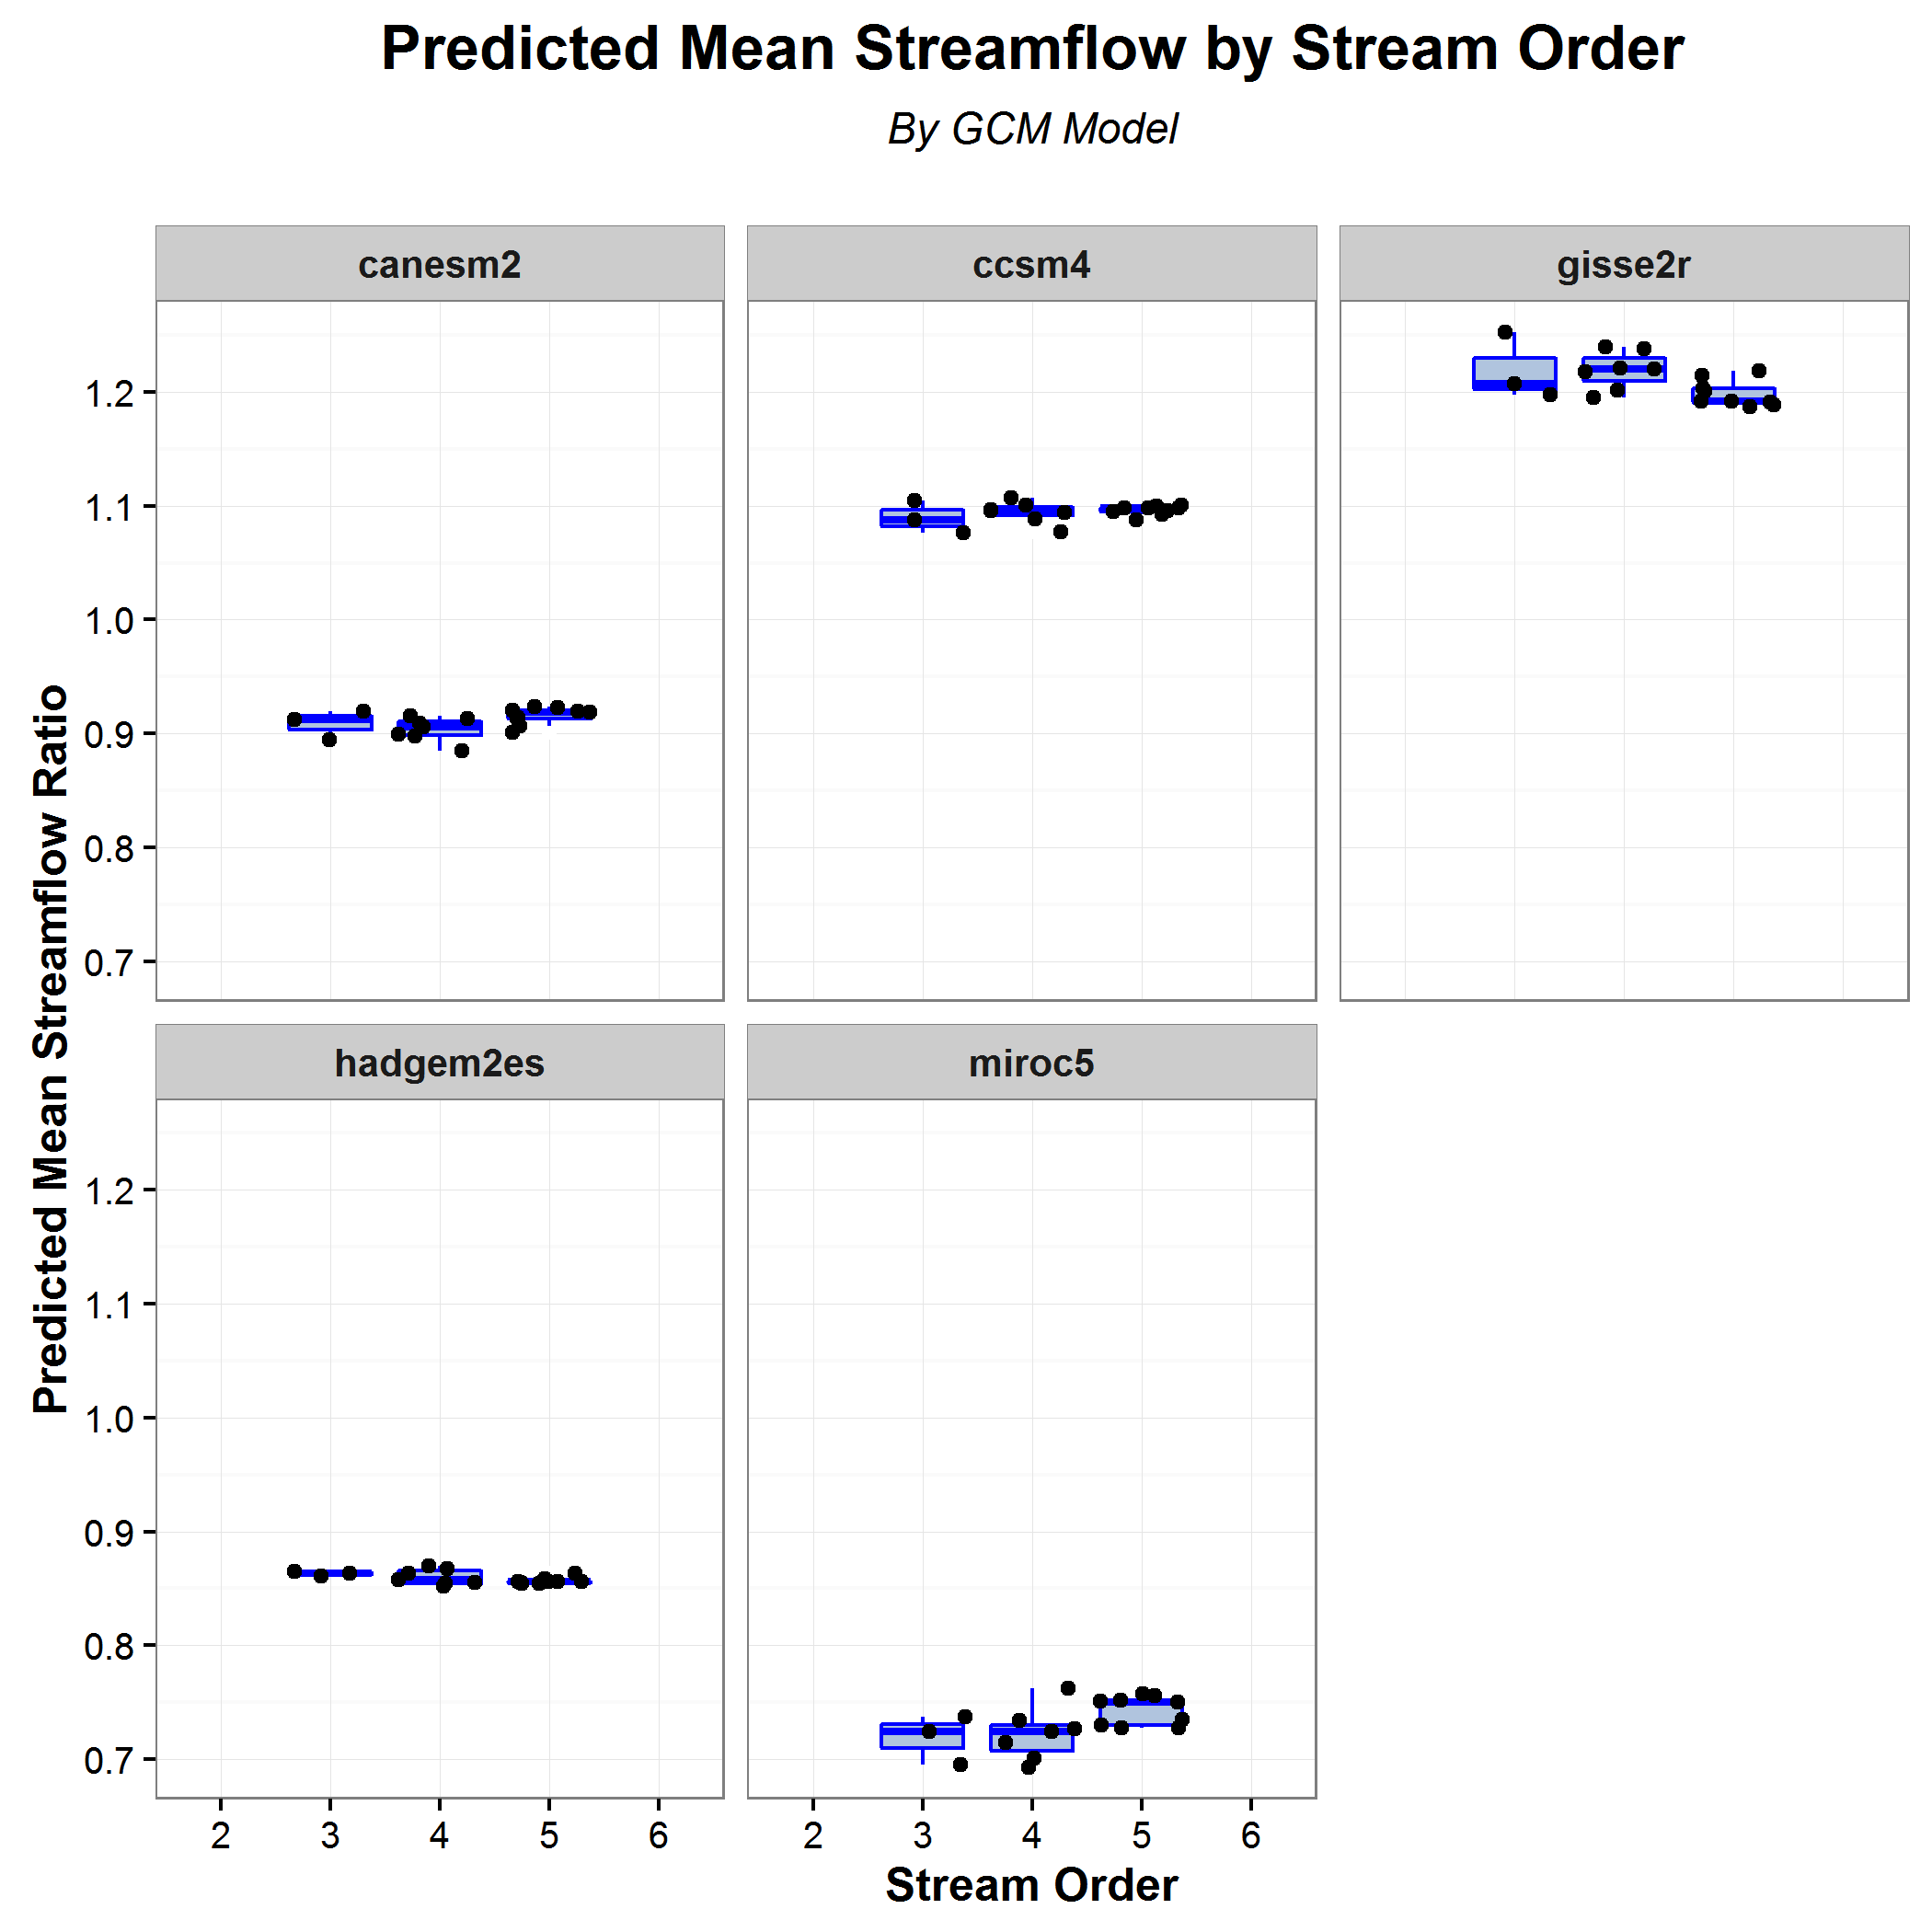 Predicted Mean Streamflow by Stream Order
By GCM Model
canesm2
ccsm4
gisse2r
1.2
1.1
1.0
0.9
0.8
0.7
Predicted Mean Streamflow Ratio
hadgem2es
miroc5
1.2
1.1
1.0
0.9
0.8
0.7
2 3 4 5 6
2 3 4 5 6
Stream Order